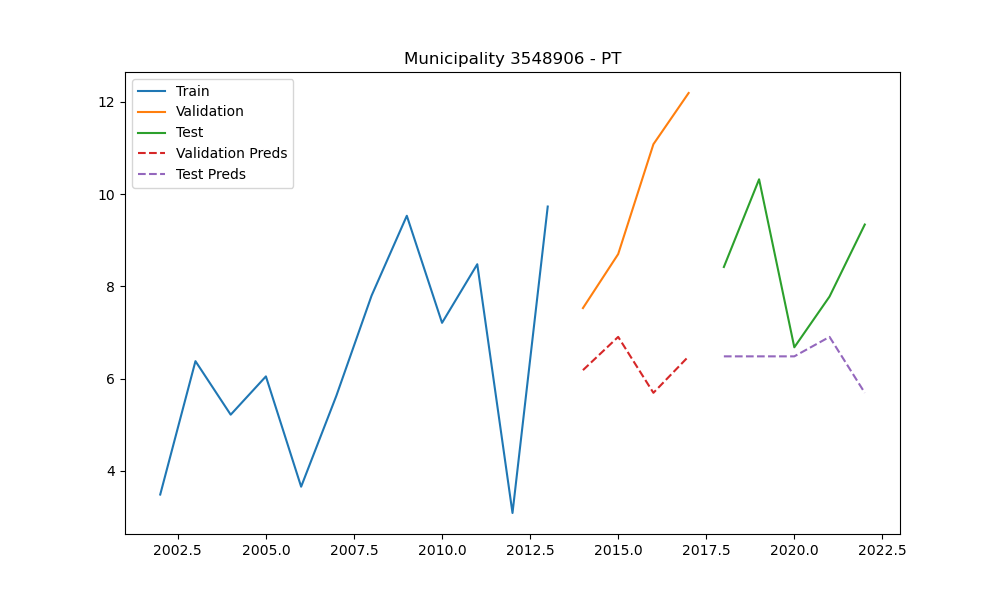 Municipality 3548906 - PT
Train
Validation
Test
Validation Preds
Test Preds
12
10
8
6
4
2002.5 2005.0 2007.5 2010.0 2012.5 2015.0 2017.5 2020.0 2022.5